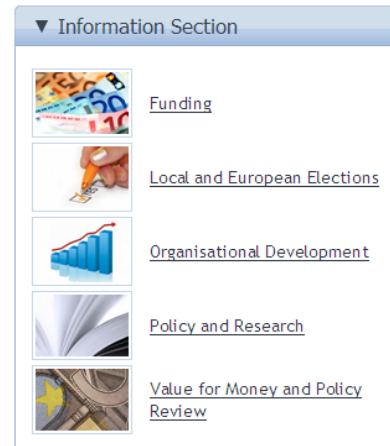 ▼ Information Section
Funding
Local and European Elections
Organisational Development
Policy and Research
Value for Money and Policy
Review